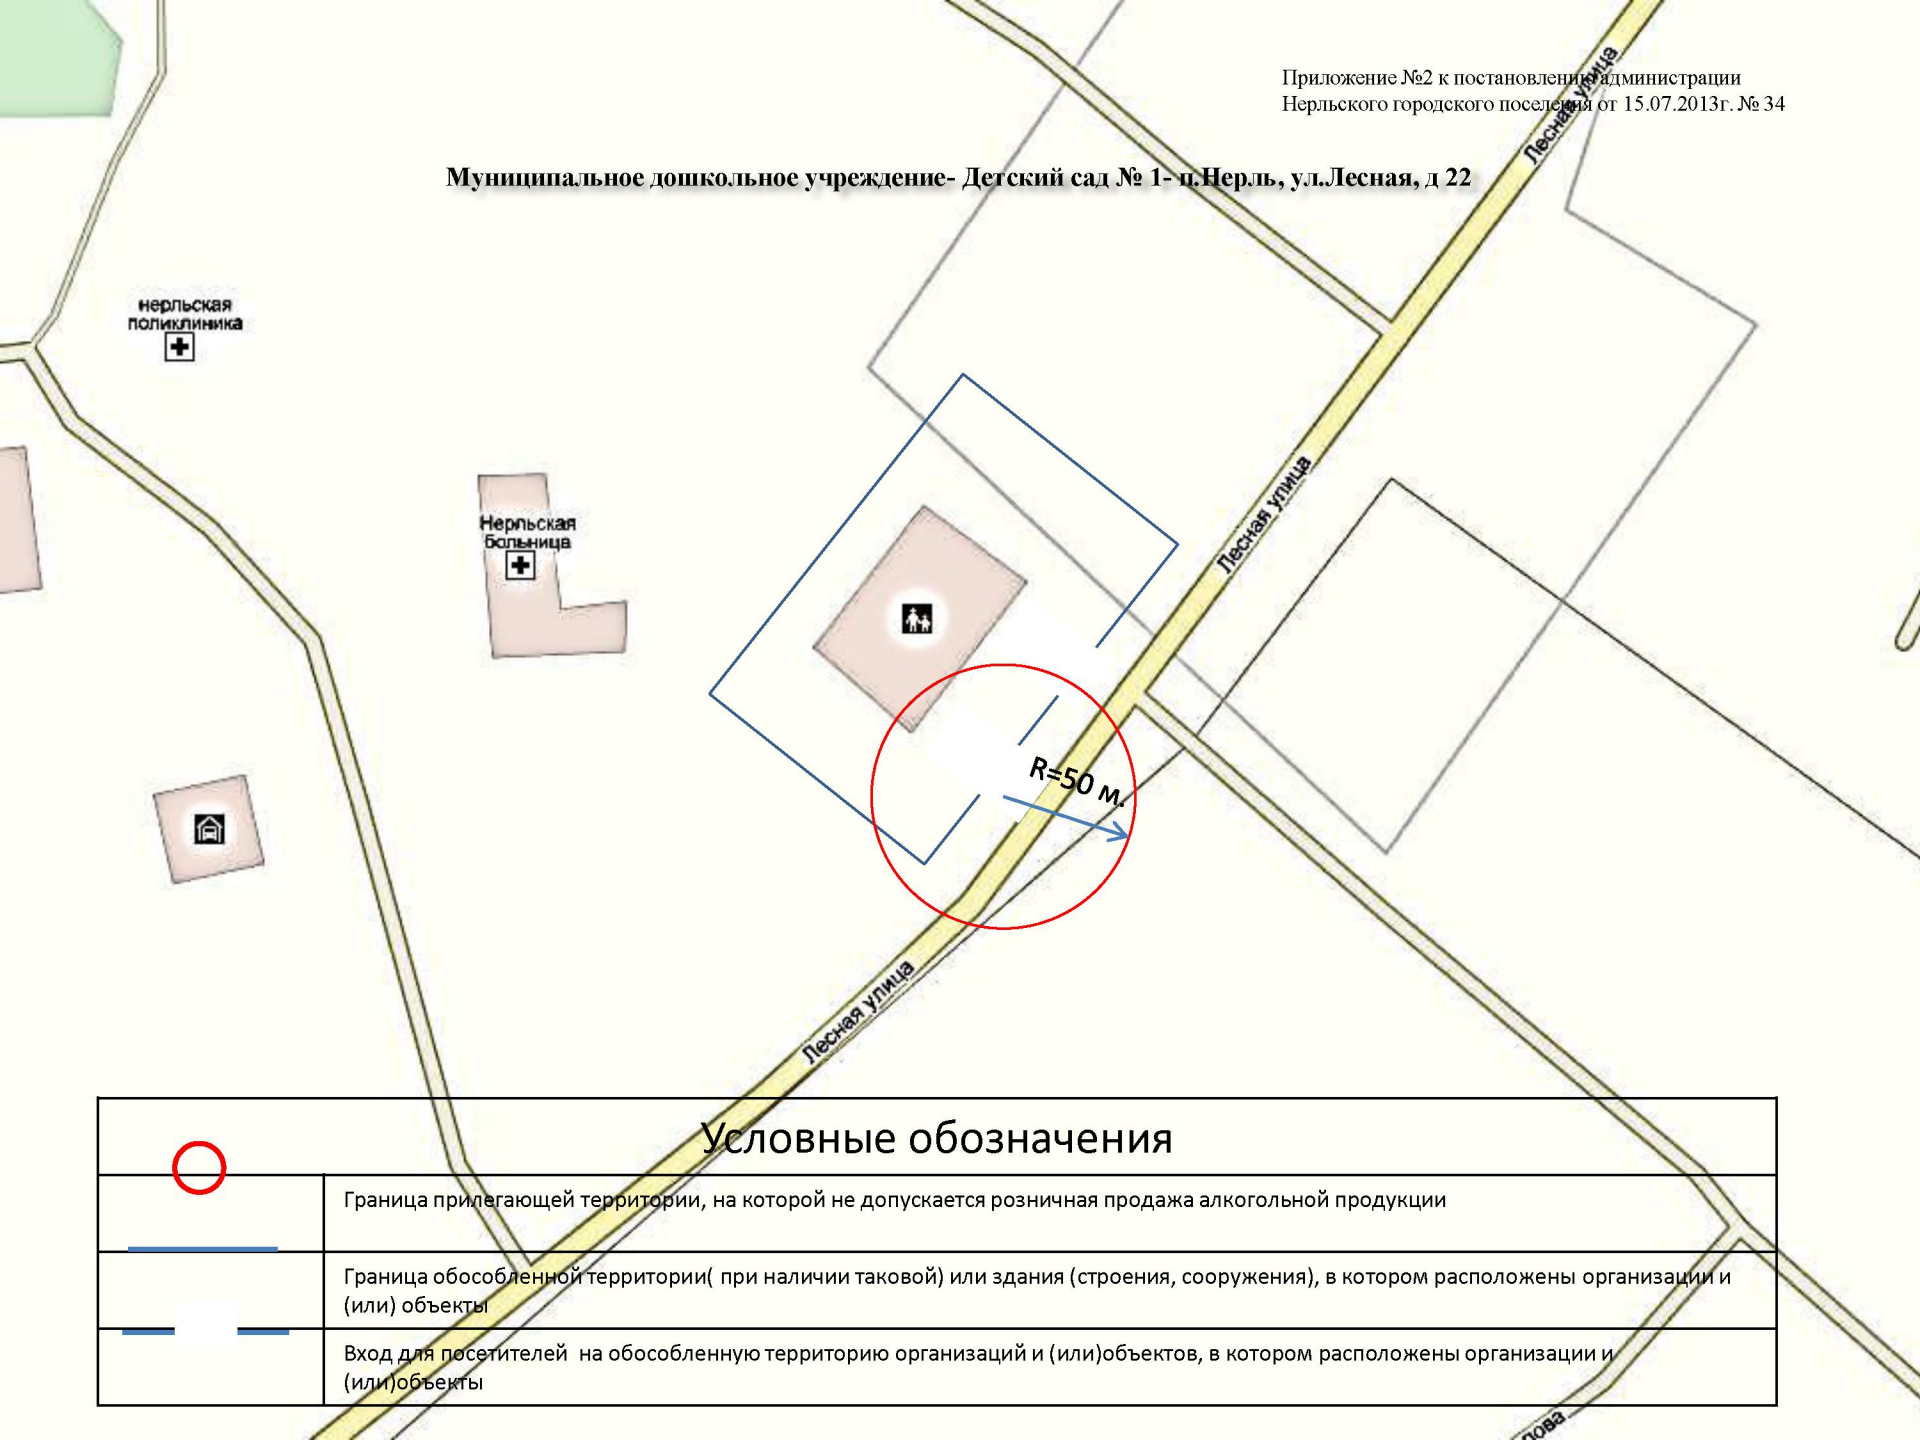 Приложение №2 к постановлению администрации
Нерльского городского поселения от 15.07.2013г. № 34
Лесная улица
Муниципальное дошкольное учреждение- Детский сад № 1- п.Нерль, ул.Лесная, д 22
нерльская
поликлиника
Лесная улица
Нерльская
больница
R=50 м.
Лесная улица
Условные обозначения
Граница прилегающей территории, на которой не допускается розничная продажа алкогольной продукции
Граница обособленной территории( при наличии таковой) или здания (строения, сооружения), в котором расположены организации и
(или) объекты
Вход для посетителей  на обособленную территорию организаций и (или)объектов, в котором расположены организации и
(или)объекты